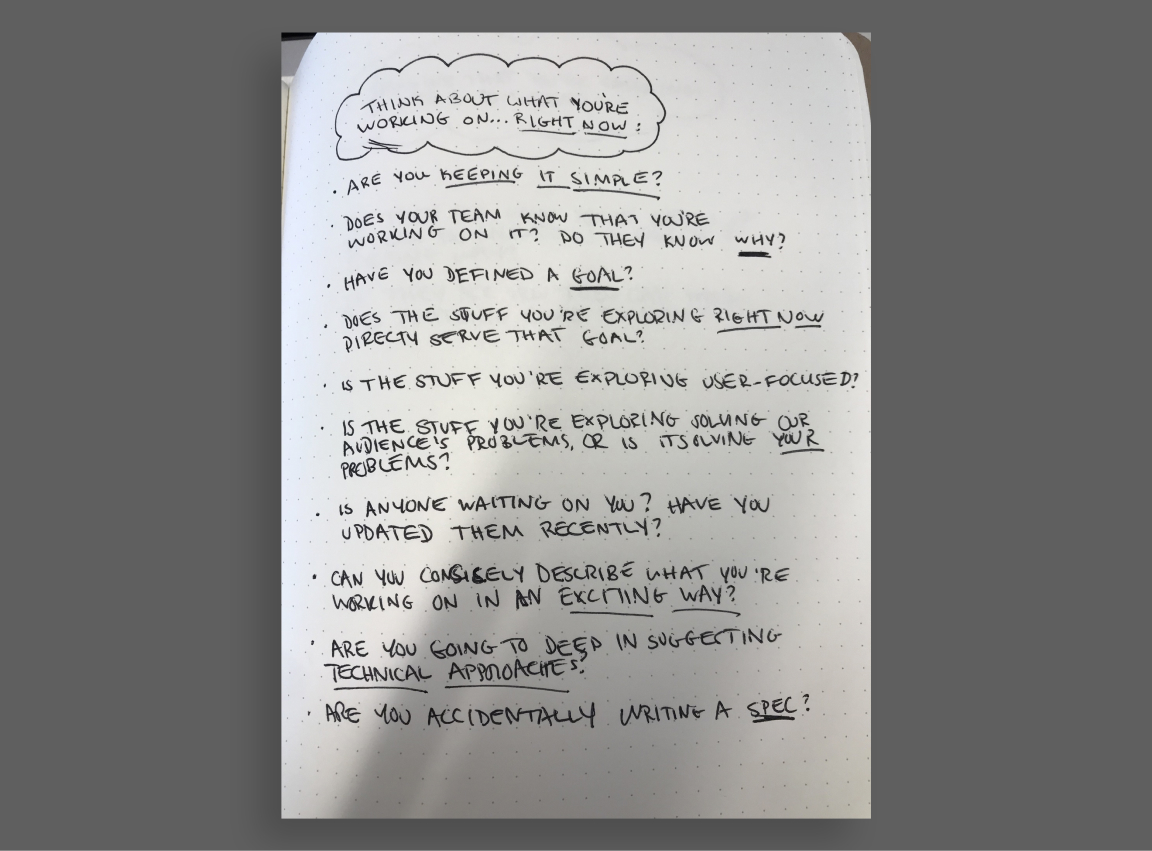 THINK ABOUT WHAT YOU'RE
WORKING ON... RIGHT NOW:
· ARE YOU KEEPING IT SIMPLE?
· DOES YOUR TEAM KNOW THAT YOU'RE
WORKING ON IT? DO THEY KNOW WHY?
· HAVE YOU DEFINED A GOAL?
· DOES THE STUFF YOU'RE EXPLORING RIGHT NOW
DIRECTY SERVE THAT GOAL?
· IS THE STUFF YOU'RE EXPLORING USER-FOCUSED?
· IS THE STUFF YOU'RE EXPLORING SOLVING OUR
AUDIENCE'S PROBLEMS, OR IS IT SOLVING YOUR
PROBLEMS?
· IS ANYONE WAITING ON YOU? HAVE YOU
UPDATED THEM RECENTLY?
· CAN YOU CONSISELY DESCRIBE WHAT YOU'RE
WORKING ON IN AN EXCITING WAY?
· ARE YOU GOING TO DEEP IN SUGGESTING
TECHNICAL APPROACHES?
· ARE YOU ACCIDENTALLY WRITING A SPEC?